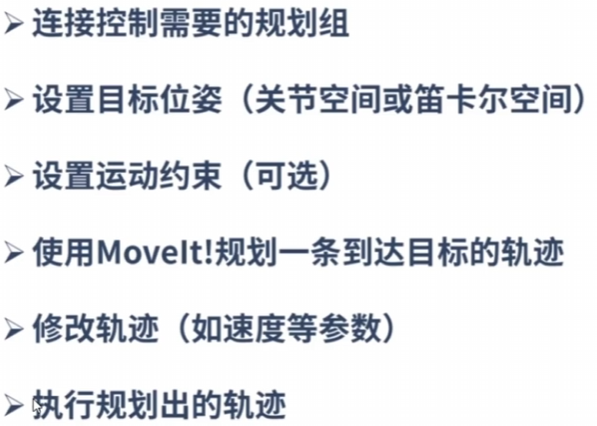 ➢ 连接控制需要的规划组
➢ 设置目标位姿（关节空间或笛卡尔空间）
➢ 设置运动约束（可选）
➢ 使用MoveIt!规划一条到达目标的轨迹
➢ 修改轨迹（如速度等参数）
➢ 执行规划出的轨迹